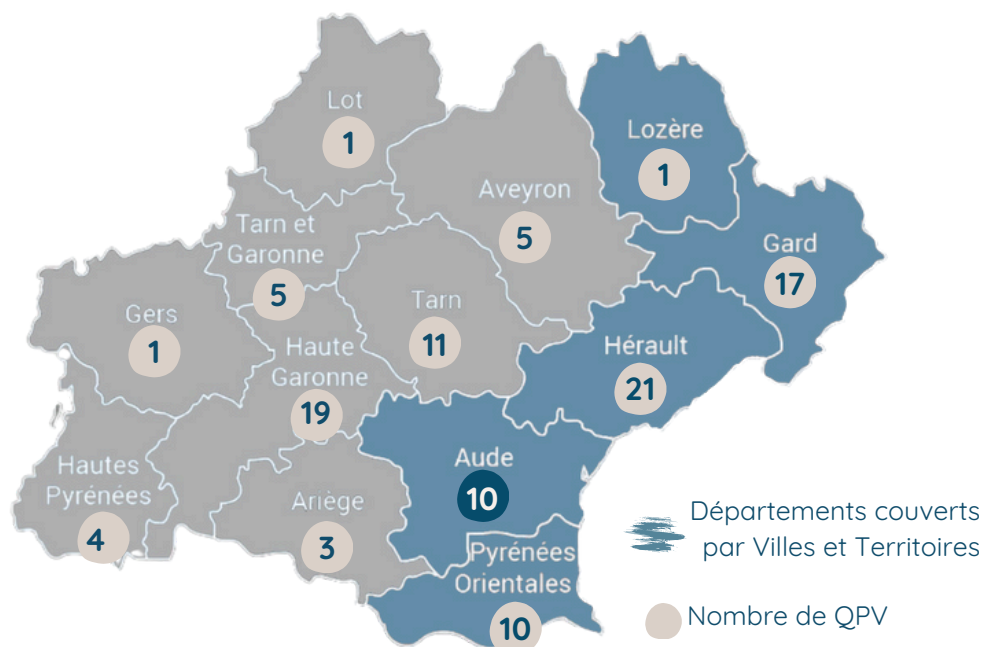 Lot
1
Lozère
1
Aveyron
5
Tarn et
Garonne
5
Gard
17
Gers
1
Tarn
11
Haute
Garonne
19
Hérault
21
Hautes
Pyrénées
4
Ariège
3
Aude
10
Pyrénées
Orientales
10
Départements couverts
par Villes et Territoires
Nombre de QPV